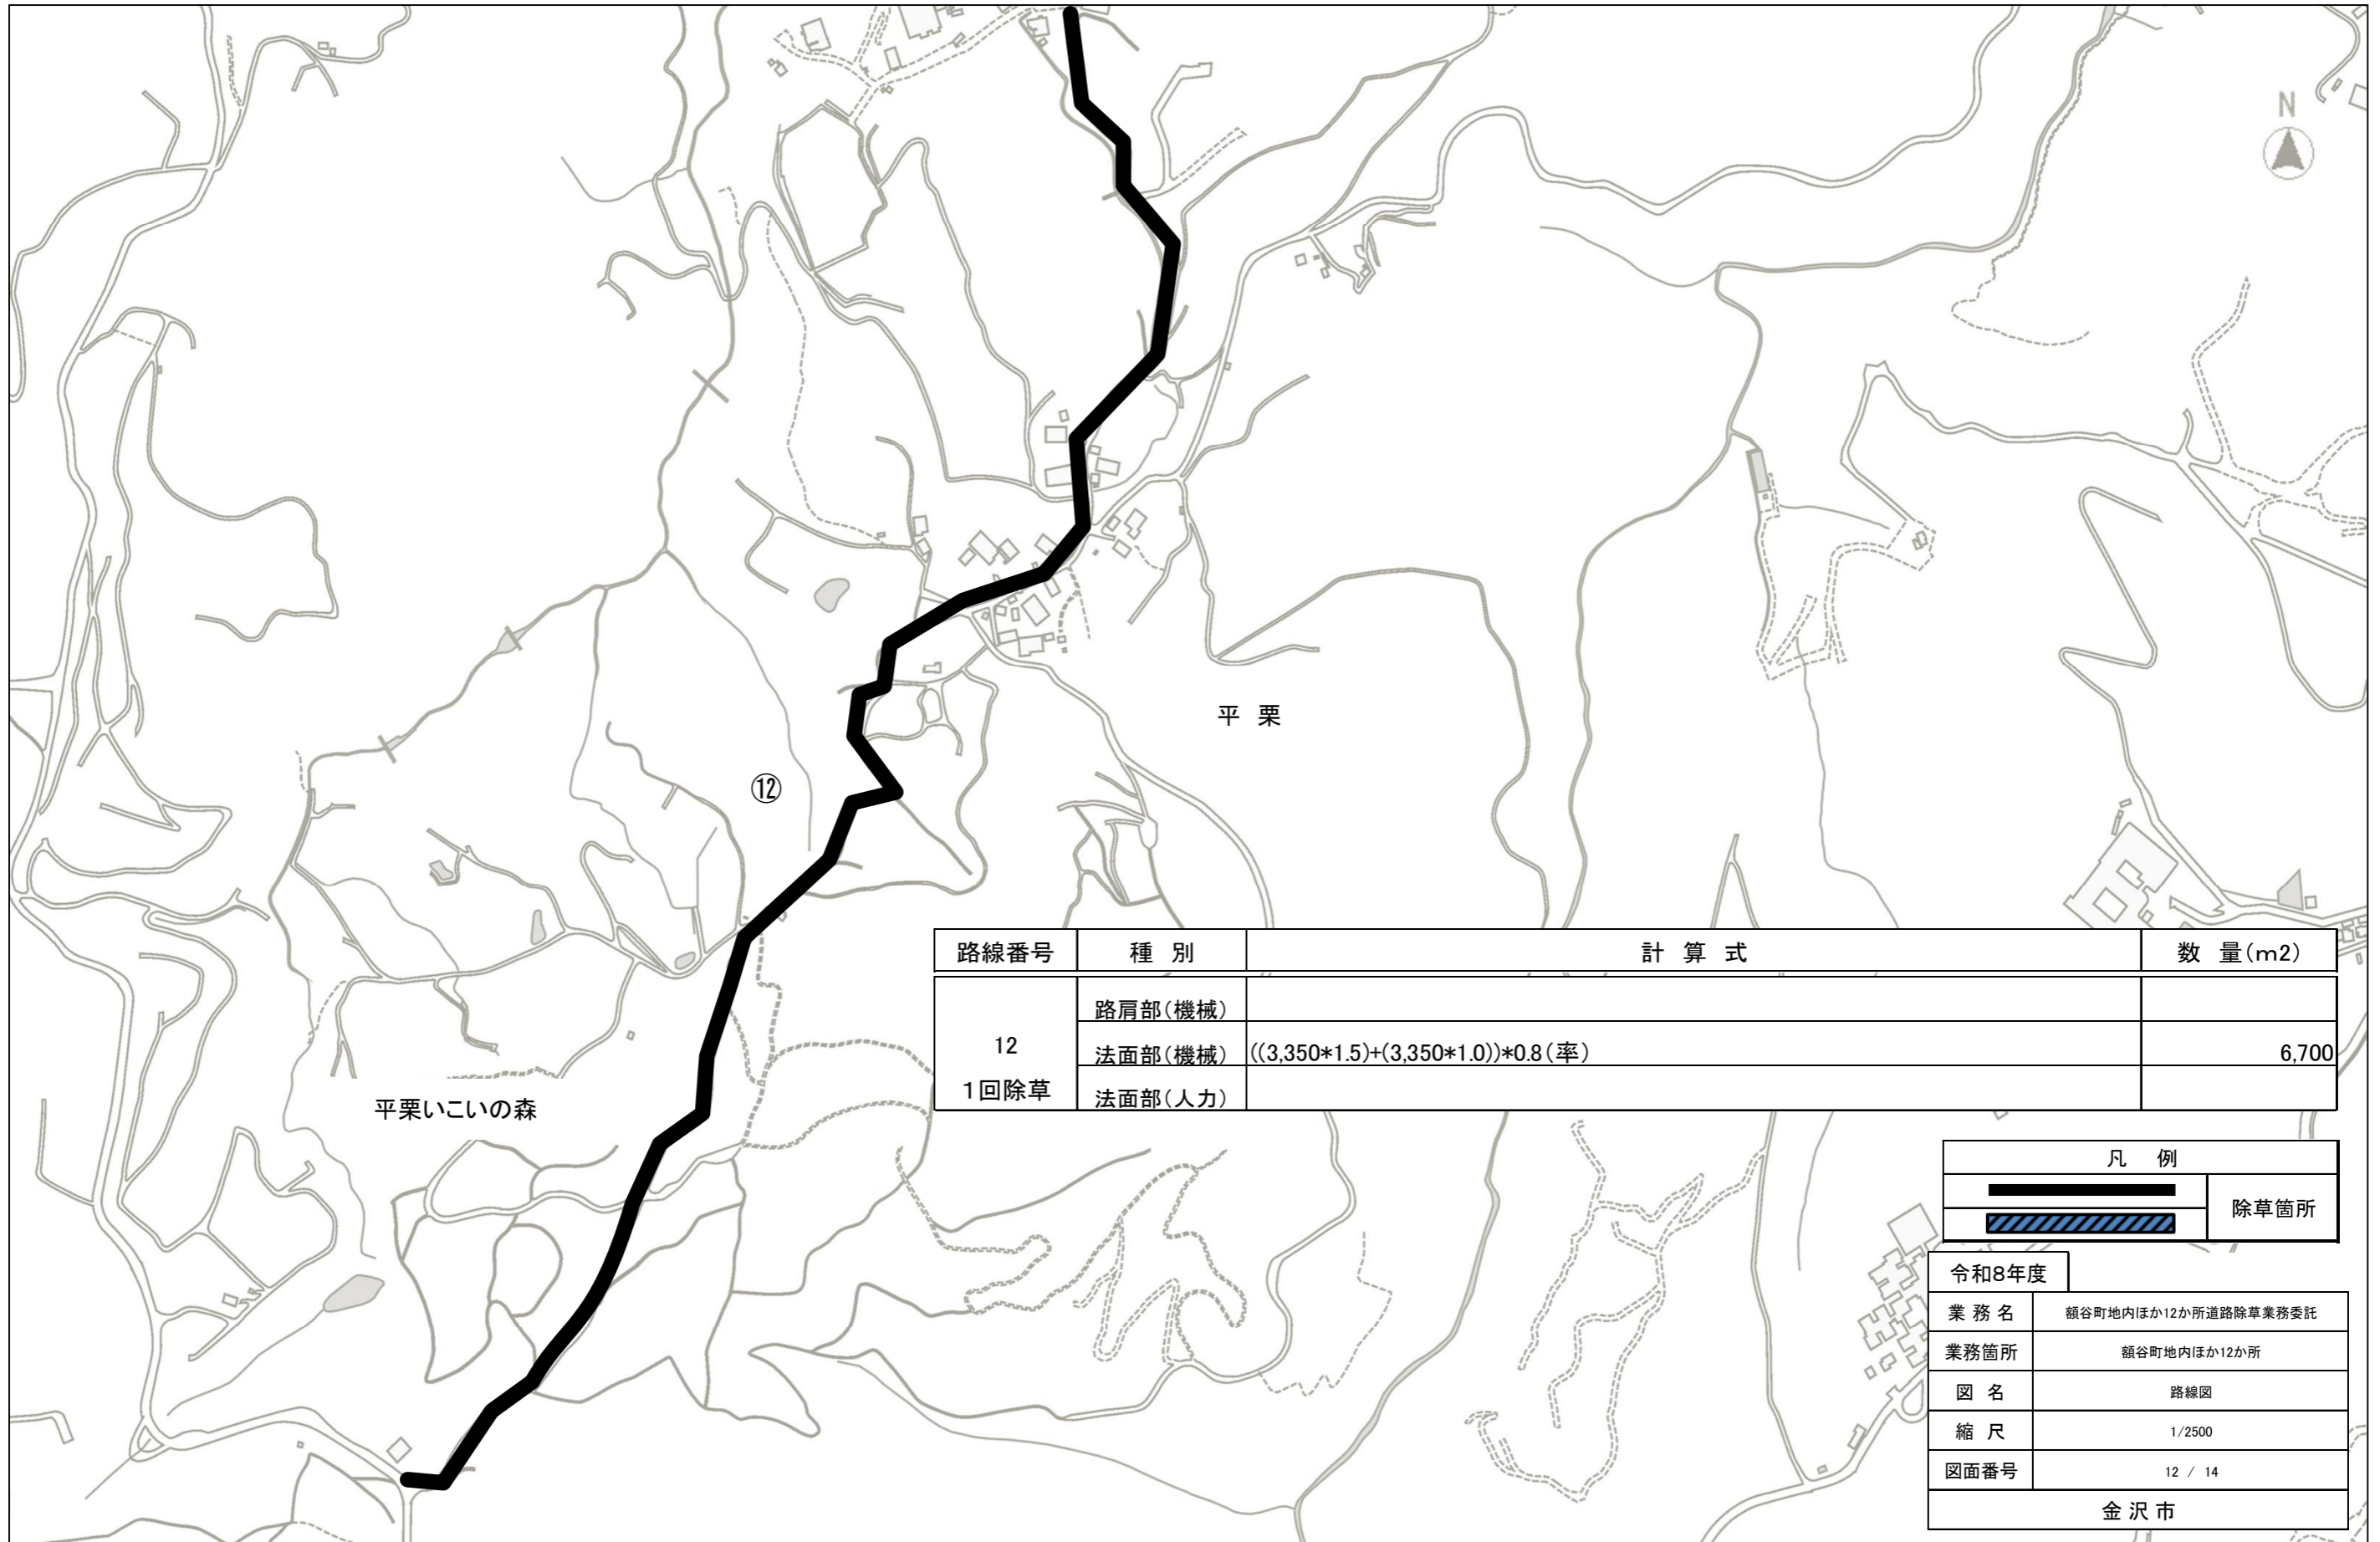 N
平 栗
⑫
路線番号 種 別 計 算 式 数 量(m2)
路肩部(機械)
12 法面部(機械) ((3,350*1.5)+(3,350*1.0))*0.8(率) 6,700
1回除草 法面部(人力)
平栗いこいの森
凡 例
除草箇所
令和8年度
業 務 名 額谷町地内ほか12か所道路除草業務委託
業務箇所 額谷町地内ほか12か所
図 名 路線図
縮 尺 1/2500
図面番号 12 / 14
金 沢 市